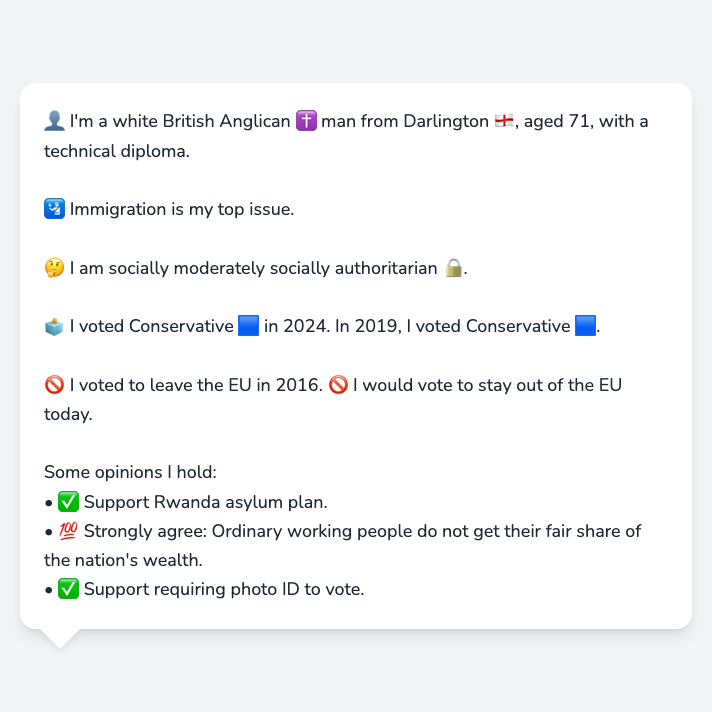 👤 I'm a white British Anglican ✝️ man from Darlington 🏴󠁧󠁢󠁥󠁮󠁧󠁿, aged 71, with a
technical diploma.
🛂 Immigration is my top issue.
🤔 I am socially moderately socially authoritarian 🔒.
🗳️ I voted Conservative 🟦 in 2024. In 2019, I voted Conservative 🟦.
🚫 I voted to leave the EU in 2016. 🚫 I would vote to stay out of the EU
today.
Some opinions I hold:
• ✅ Support Rwanda asylum plan.
• 💯 Strongly agree: Ordinary working people do not get their fair share of
the nation's wealth.
• ✅ Support requiring photo ID to vote.